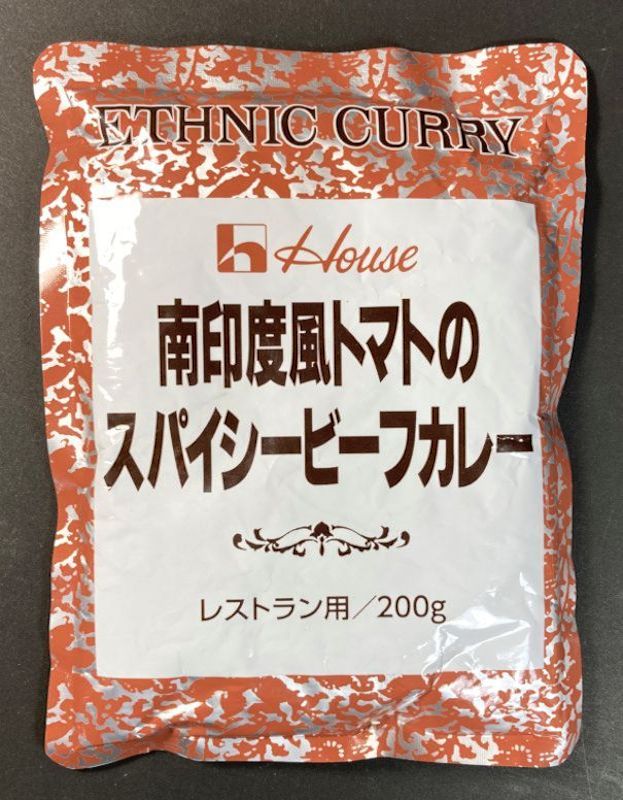 ETHNIC CURRY
House
南印度風トマトの
スパイシービーフカレー
レストラン用/200g